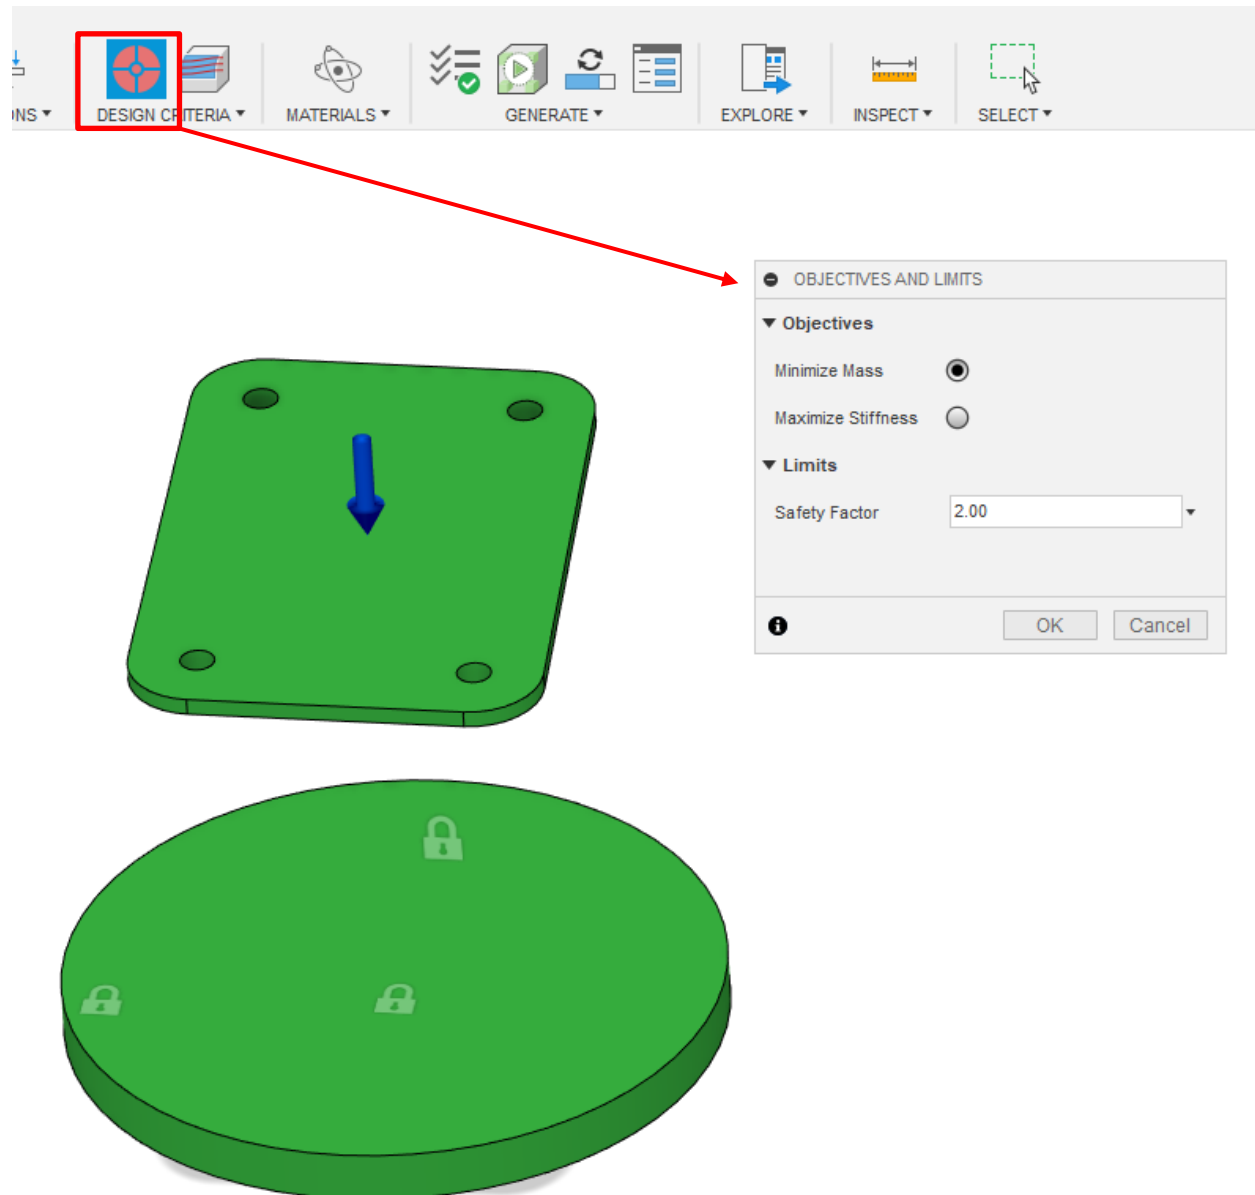 NS
DESIGN CRITERIA
MATERIALS
GENERATE
EXPLORE
INSPECT
SELECT
OBJECTIVES AND LIMITS
Objectives
Minimize Mass
Maximize Stiffness
Limits
Safety Factor 2.00
OK Cancel